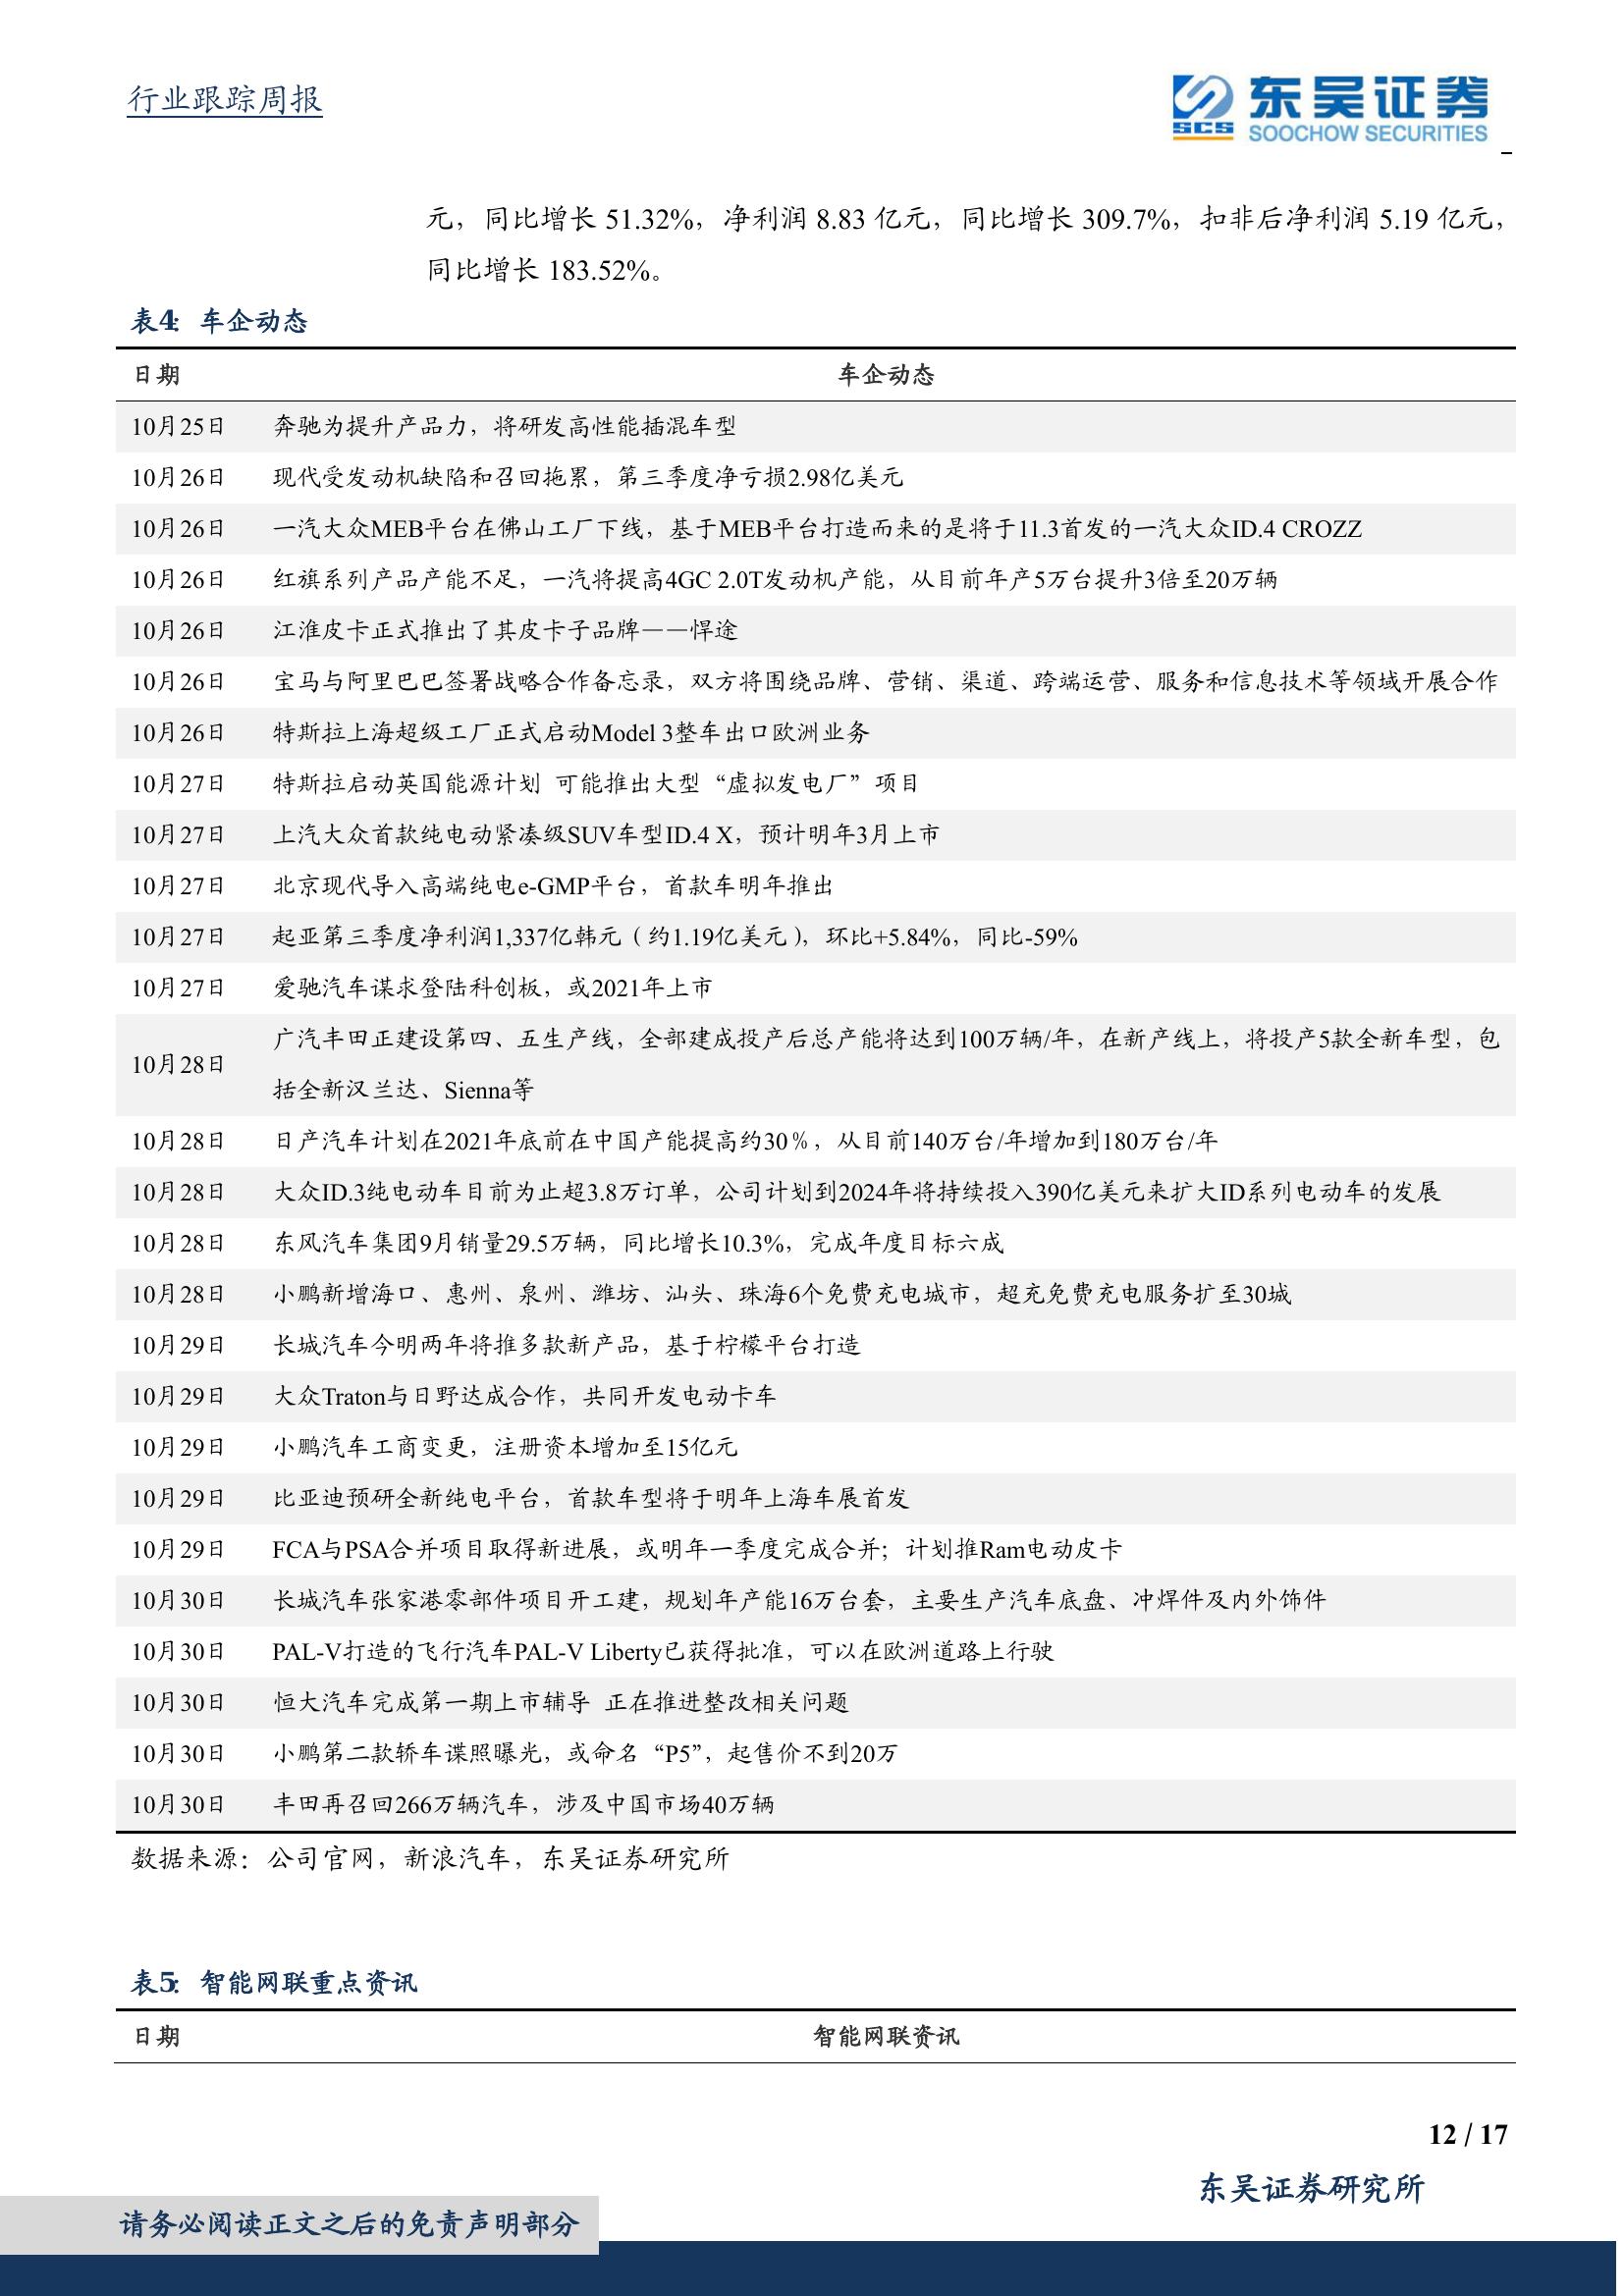 行业跟踪周报
SCS 东吴证券
SOOCHOW SECURITIES
元，同比增长 51.32%，净利润 8.83 亿元，同比增长 309.7%，扣非后净利润 5.19 亿元，
同比增长 183.52%。
表4：车企动态
日期 车企动态
10月25日 奔驰为提升产品力，将研发高性能插混车型
10月26日 现代受发动机缺陷和召回拖累，第三季度净亏损2.98亿美元
10月26日 一汽大众MEB平台在佛山工厂下线，基于MEB平台打造而来的是将于11.3首发的一汽大众ID.4 CROZZ
10月26日 红旗系列产品产能不足，一汽将提高4GC 2.0T发动机产能，从目前年产5万台提升3倍至20万辆
10月26日 江淮皮卡正式推出了其皮卡子品牌——悍途
10月26日 宝马与阿里巴巴签署战略合作备忘录，双方将围绕品牌、营销、渠道、跨端运营、服务和信息技术等领域开展合作
10月26日 特斯拉上海超级工厂正式启动Model 3整车出口欧洲业务
10月27日 特斯拉启动英国能源计划 可能推出大型“虚拟发电厂”项目
10月27日 上汽大众首款纯电动紧凑级SUV车型ID.4 X，预计明年3月上市
10月27日 北京现代导入高端纯电e-GMP平台，首款车明年推出
10月27日 起亚第三季度净利润1,337亿韩元（约1.19亿美元），环比+5.84%，同比-59%
10月27日 爱驰汽车谋求登陆科创板，或2021年上市
10月28日 广汽丰田正建设第四、五生产线，全部建成投产后总产能将达到100万辆/年，在新产线上，将投产5款全新车型，包
括全新汉兰达、Sienna等
10月28日 日产汽车计划在2021年底前在中国产能提高约30％，从目前140万台/年增加到180万台/年
10月28日 大众ID.3纯电动车目前为止超3.8万订单，公司计划到2024年将持续投入390亿美元来扩大ID系列电动车的发展
10月28日 东风汽车集团9月销量29.5万辆，同比增长10.3%，完成年度目标六成
10月28日 小鹏新增海口、惠州、泉州、潍坊、汕头、珠海6个免费充电城市，超充免费充电服务扩至30城
10月29日 长城汽车今明两年将推多款新产品，基于柠檬平台打造
10月29日 大众Traton与日野达成合作，共同开发电动卡车
10月29日 小鹏汽车工商变更，注册资本增加至15亿元
10月29日 比亚迪预研全新纯电平台，首款车型将于明年上海车展首发
10月29日 FCA与PSA合并项目取得新进展，或明年一季度完成合并；计划推Ram电动皮卡
10月30日 长城汽车张家港零部件项目开工建，规划年产能16万台套，主要生产汽车底盘、冲焊件及内外饰件
10月30日 PAL-V打造的飞行汽车PAL-V Liberty已获得批准，可以在欧洲道路上行驶
10月30日 恒大汽车完成第一期上市辅导 正在推进整改相关问题
10月30日 小鹏第二款轿车谍照曝光，或命名“P5”，起售价不到20万
10月30日 丰田再召回266万辆汽车，涉及中国市场40万辆
数据来源：公司官网，新浪汽车，东吴证券研究所
表5：智能网联重点资讯
日期 智能网联资讯
12 / 17
东吴证券研究所
请务必阅读正文之后的免责声明部分